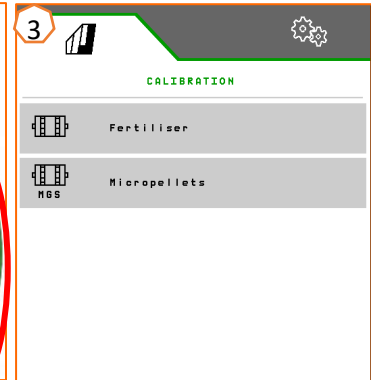 3
CALIBRATION
Fertiliser
Micropellets
MGS